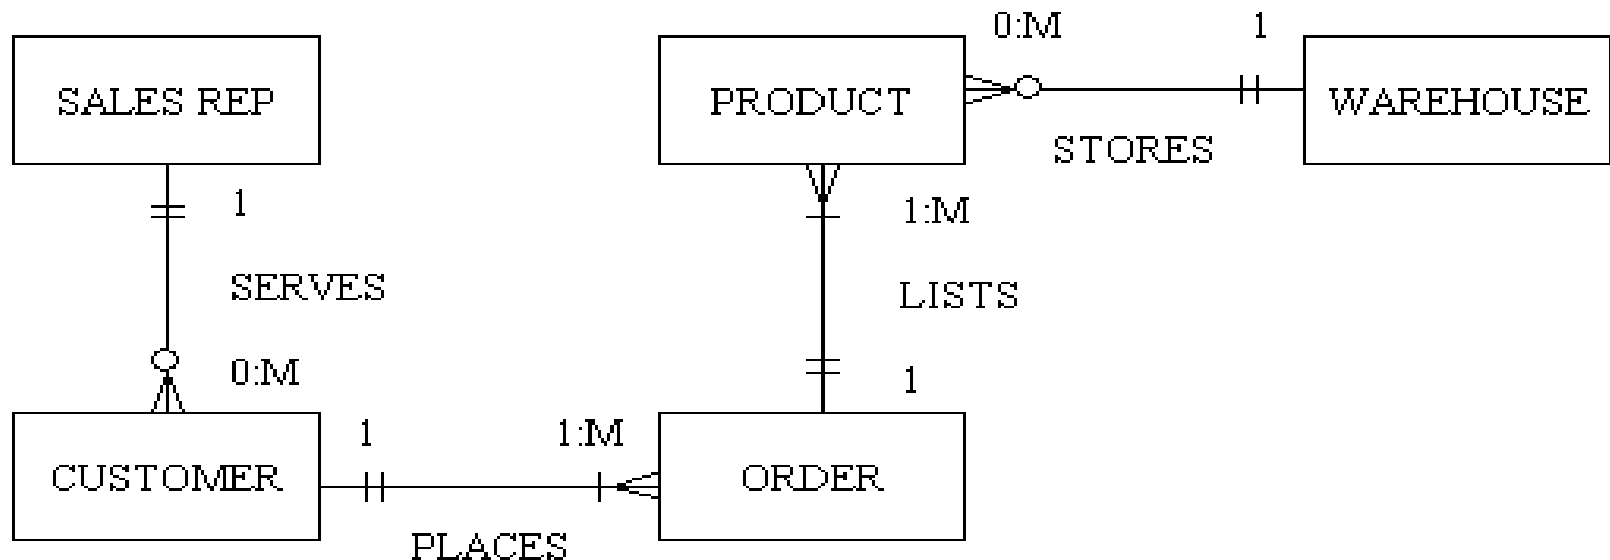 0:M 1
SALES REP PRODUCT WAREHOUSE
STORES
1 1:M
SERVES LISTS
0:M 1
1 1:M
CUSTOMER ORDER
PLACES